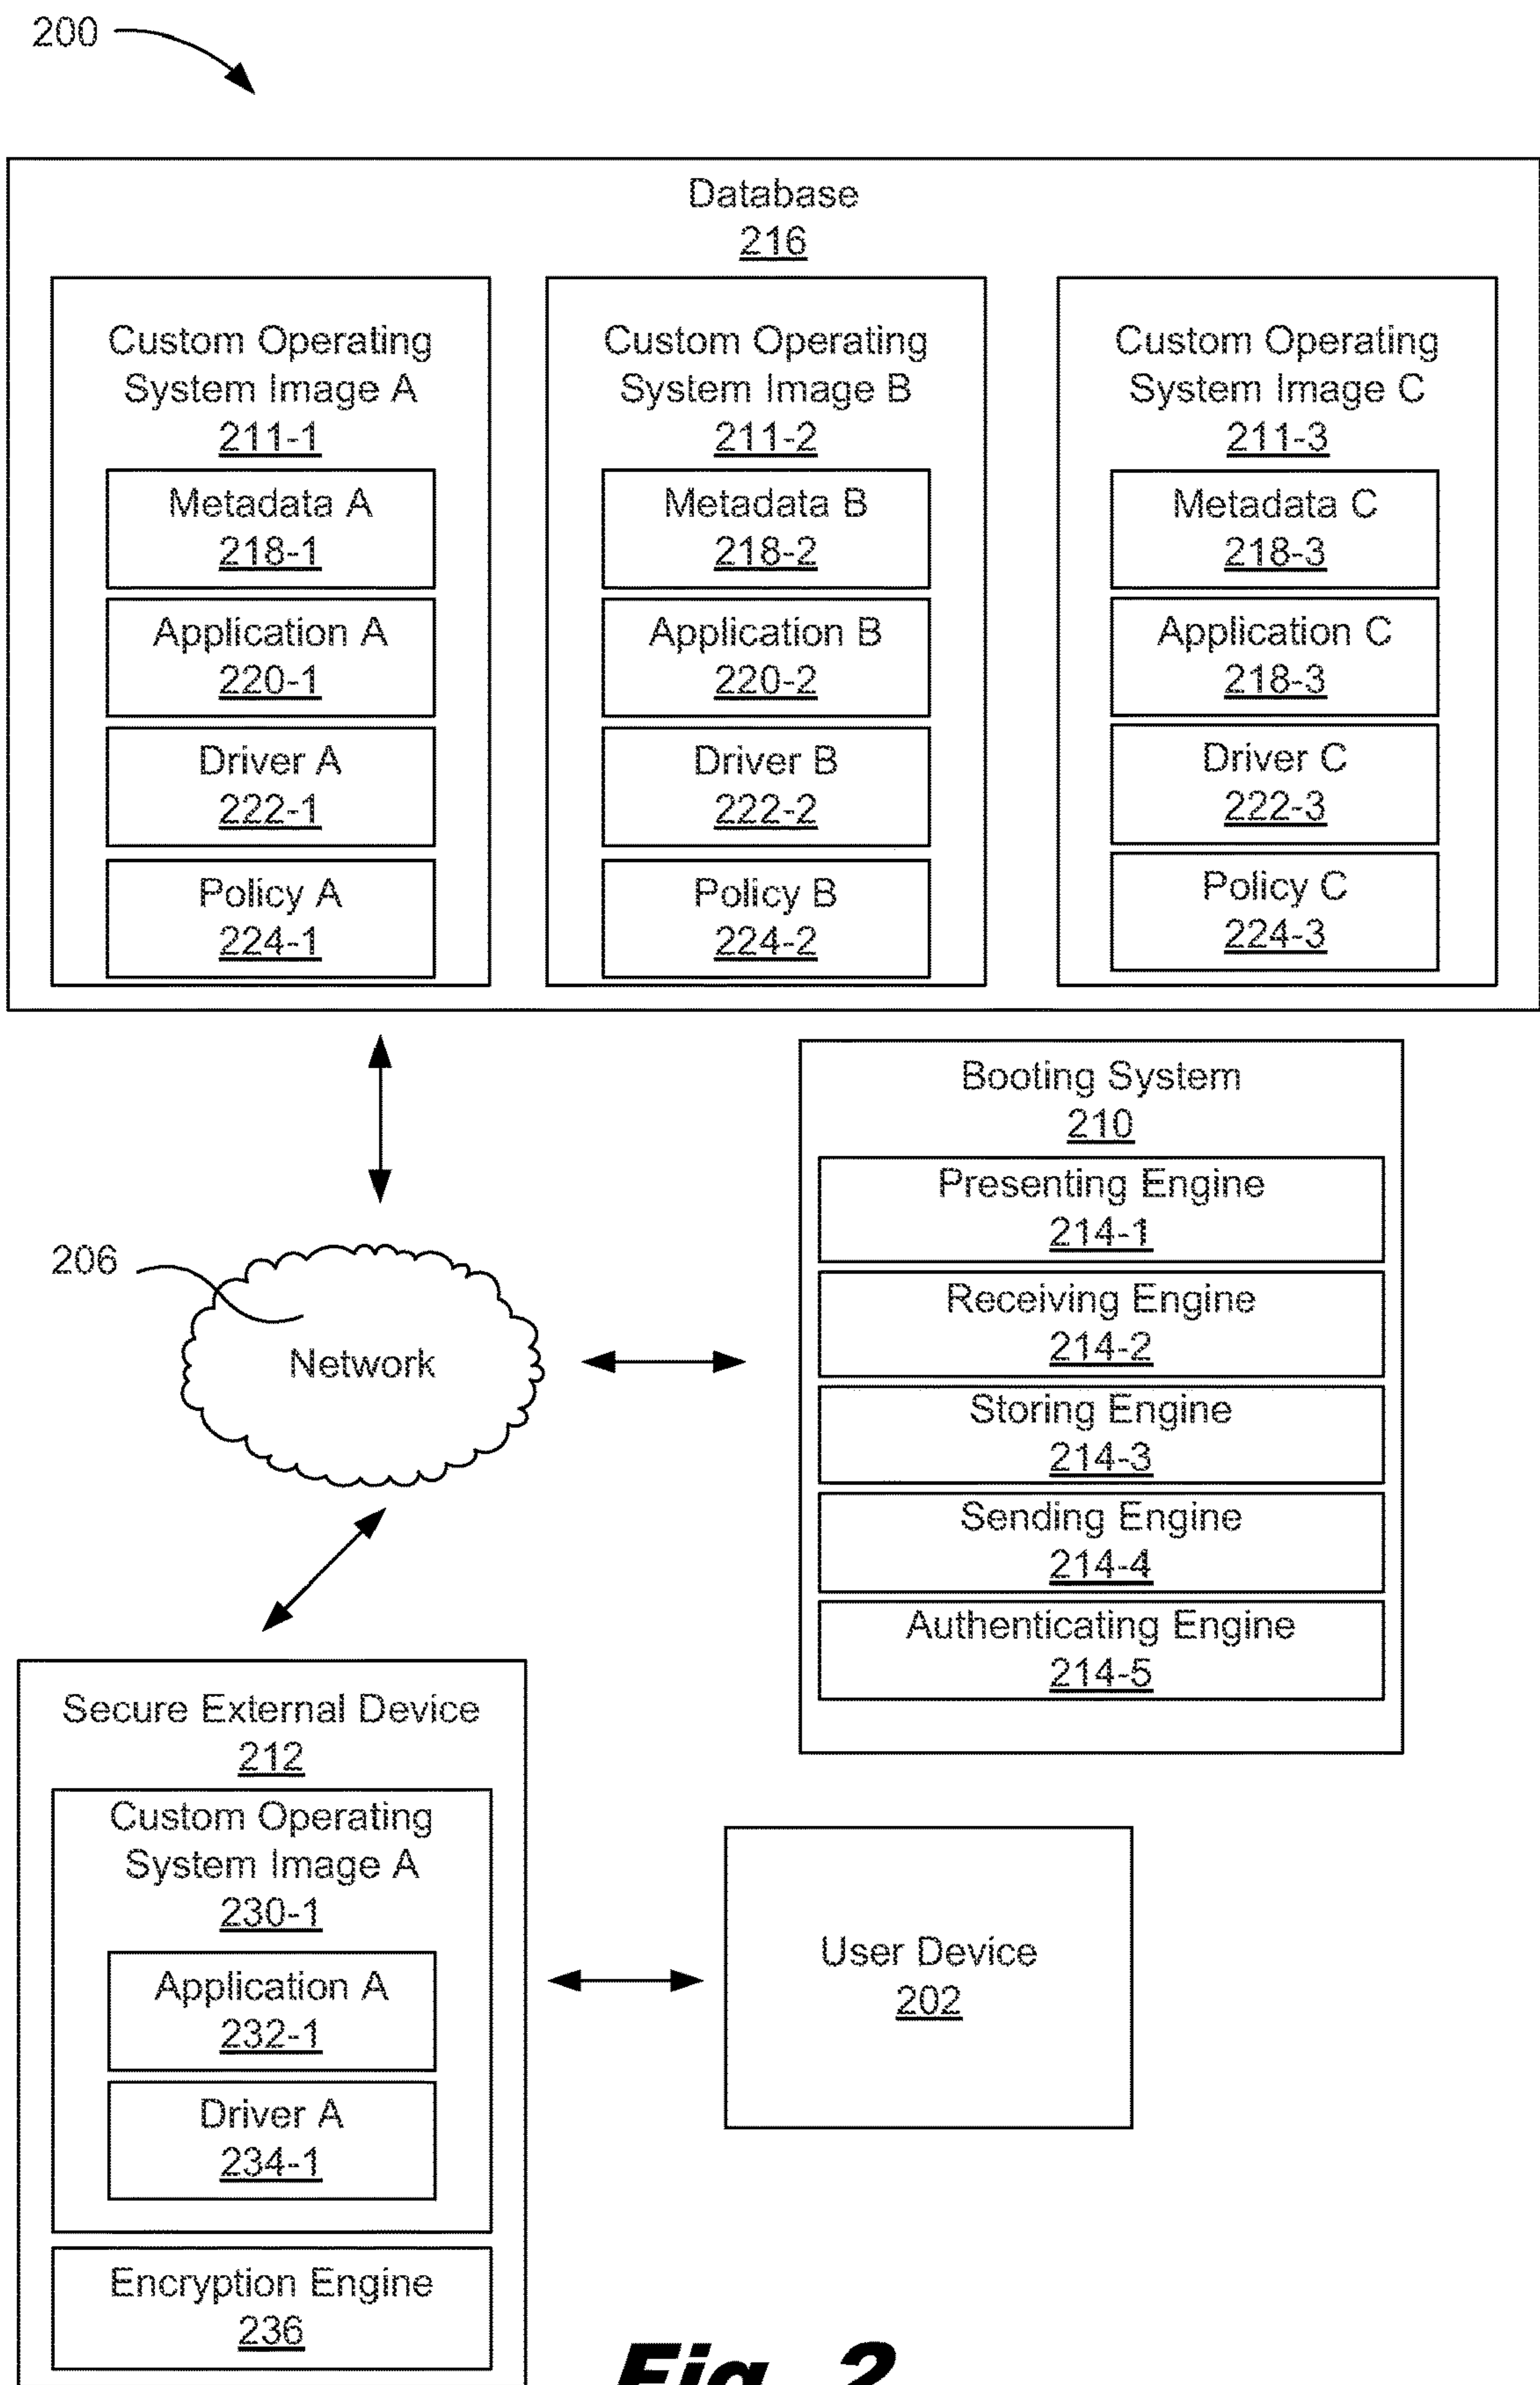 200
Database
216
Custom Operating
System Image A
211-1
Metadata A
218-1
Application A
220-1
Driver A
222-1
Policy A
224-1
Custom Operating
System Image B
211-2
Metadata B
218-2
Application B
220-2
Driver B
222-2
Policy B
224-2
Custom Operating
System Image C
211-3
Metadata C
218-3
Application C
218-3
Driver C
222-3
Policy C
224-3
206
Network
Booting System
210
Presenting Engine
214-1
Receiving Engine
214-2
Storing Engine
214-3
Sending Engine
214-4
Authenticating Engine
214-5
Secure External Device
212
Custom Operating
System Image A
230-1
Application A
232-1
Driver A
234-1
Encryption Engine
236
User Device
202
Fig. 2